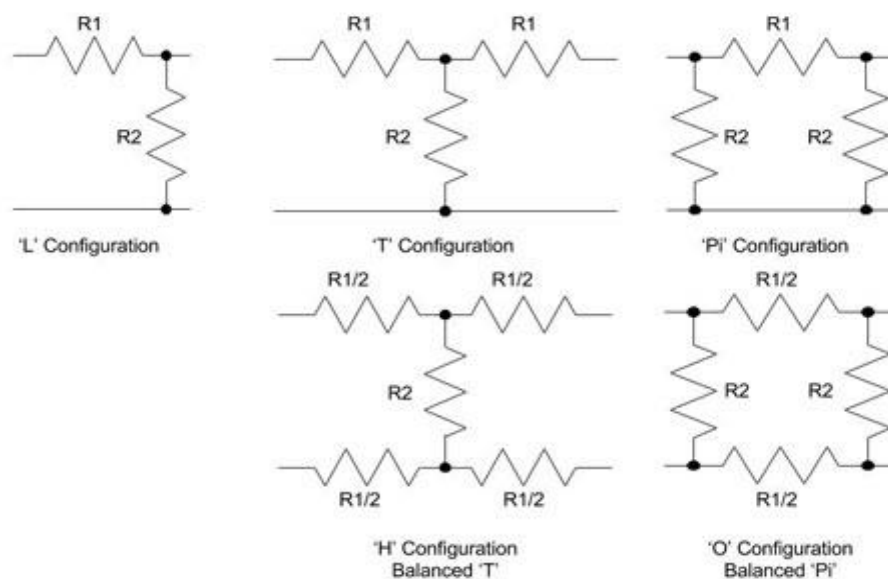 R1
R2
'L' Configuration
R1
R1
R2
'T' Configuration
R1
R2
R2
'Pi' Configuration
R1/2
R1/2
R2
R1/2
R1/2
'H' Configuration
Balanced 'T'
R1/2
R2
R2
R1/2
'O' Configuration
Balanced 'Pi'